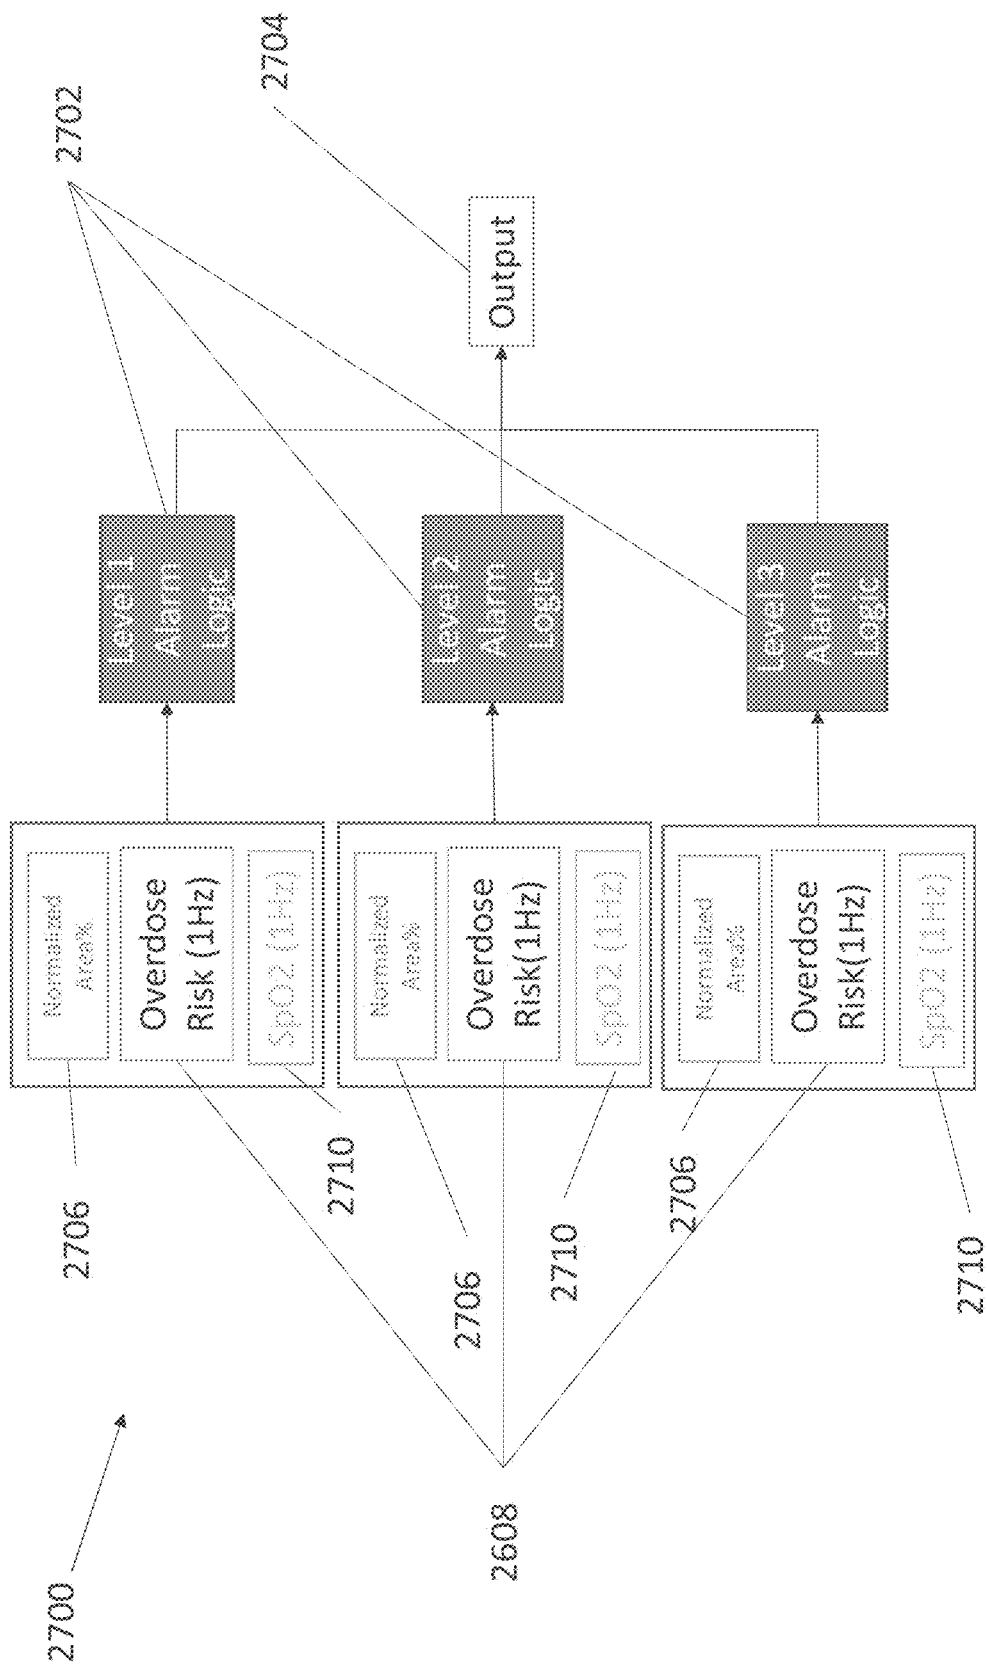 2700
2702
2704
2706
Normalized
Area%
Overdose
Risk (1Hz)
SpO2 (1Hz)
2710
Level 1
Alarm
Logic
2706
Normalized
Area%
Overdose
Risk(1Hz)
SpO2 (1Hz)
2710
Level 2
Alarm
Logic
Output
2608
2706
Normalized
Area%
Overdose
Risk(1Hz)
SpO2 (1Hz)
2710
Level 3
Alarm
Logic